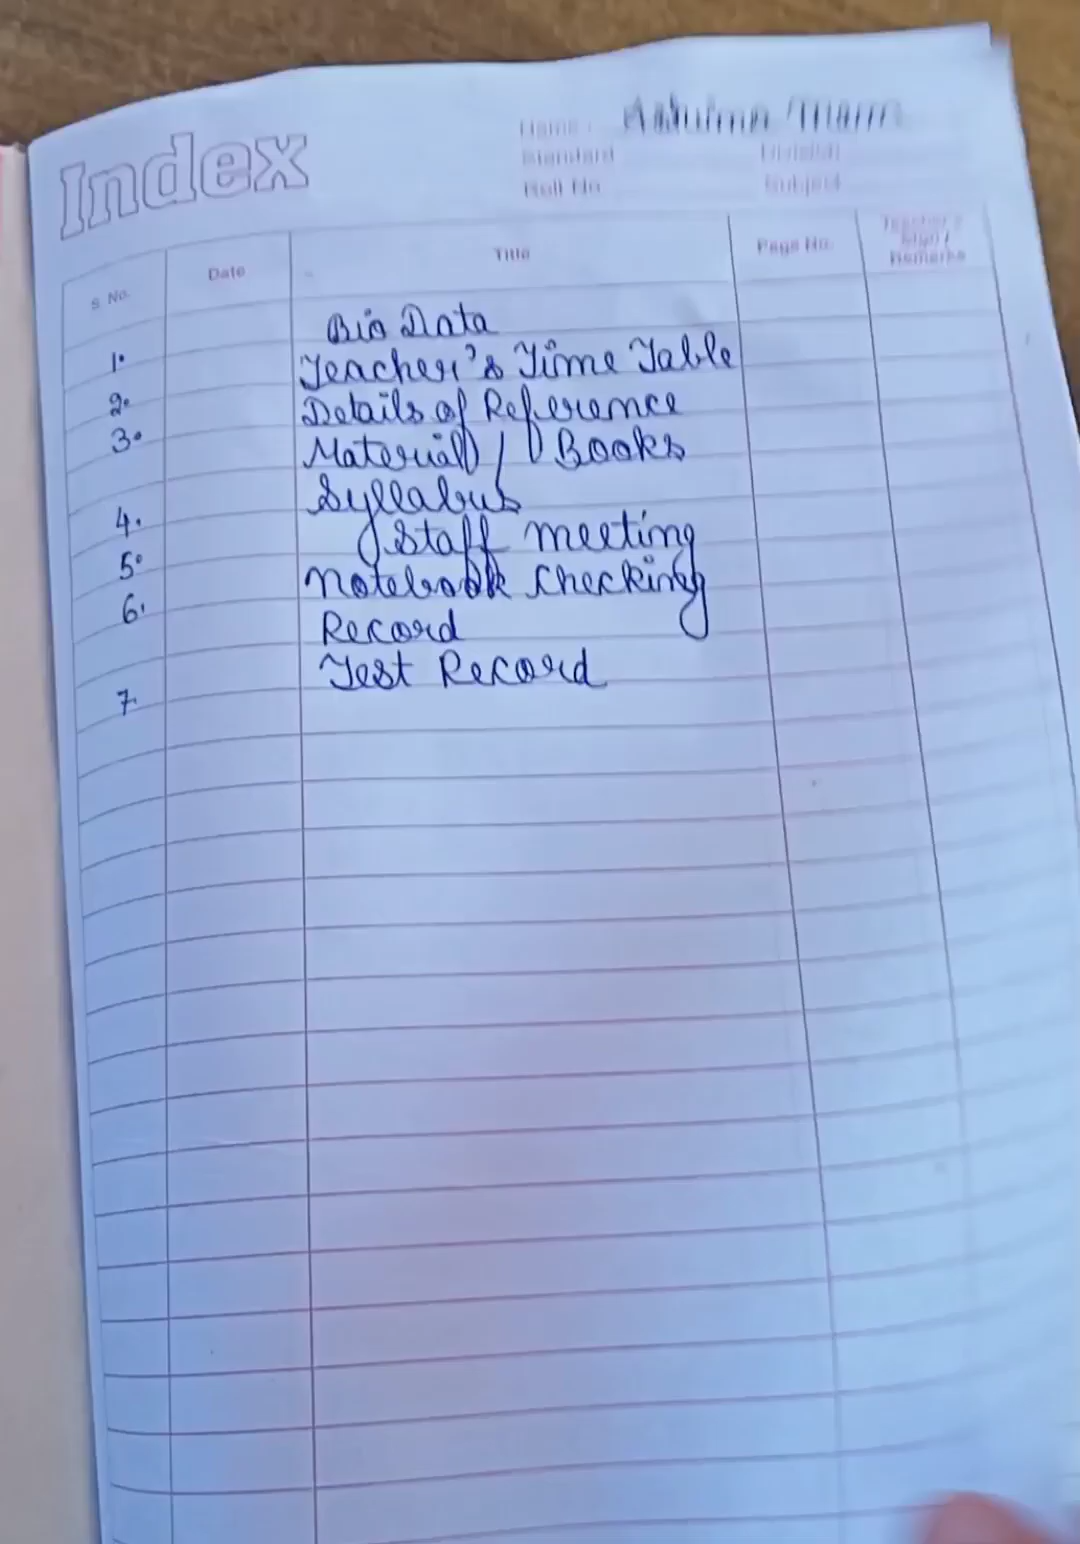 Index
Name :
Standard Division
Roll No. Subject
S. No. Date Title Page No. Teacher's Sign / Remarks
1. Bio Data
2. Teacher's Time Table
3. Details of Reference
Material / Books
4. Syllabus
5. Staff meeting
6. Notebook checking
Record
7. Test Record